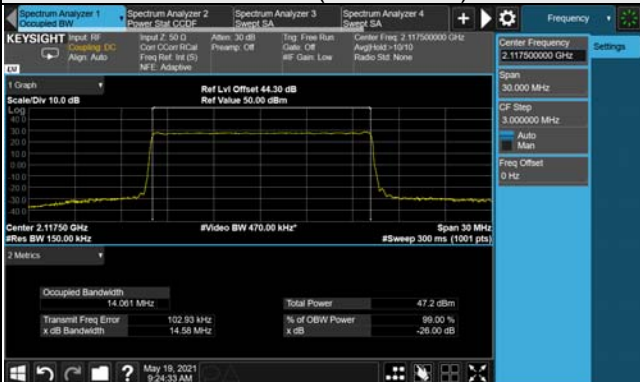 Spectrum Analyzer 1
Occupied BW
Spectrum Analyzer 2
Power Stat CCDF
Spectrum Analyzer 3
Swept SA
Spectrum Analyzer 4
Swept SA
Frequency
KEYSIGHT
Input: RF
Coupling: DC
Align: Auto
Input Z: 50 Ω
Corr CCorr RCal
Freq Ref: Int (S)
NFE: Adaptive
Atten: 30 dB
Preamp: Off
Trig: Free Run
Gate: Off
#IF Gain: Low
Center Freq: 2.117500000 GHz
Avg|Hold:>10/10
Radio Std: None
Center Frequency
2.117500000 GHz
Settings
Span
30.000 MHz
CF Step
3.000000 MHz
Auto
Man
Freq Offset
0 Hz
1 Graph
Scale/Div 10.0 dB
Ref Lvl Offset 44.30 dB
Ref Value 50.00 dBm
Log
40.0
30.0
20.0
10.0
0.00
-10.0
-20.0
-30.0
-40.0
Center 2.11750 GHz
#Video BW 470.00 kHz*
Span 30 MHz
#Res BW 150.00 kHz
#Sweep 300 ms (1001 pts)
2 Metrics
Occupied Bandwidth
14.061 MHz
Total Power
47.2 dBm
Transmit Freq Error
102.93 kHz
% of OBW Power
99.00 %
x dB Bandwidth
14.58 MHz
x dB
-26.00 dB
May 19, 2021
9:24:33 AM